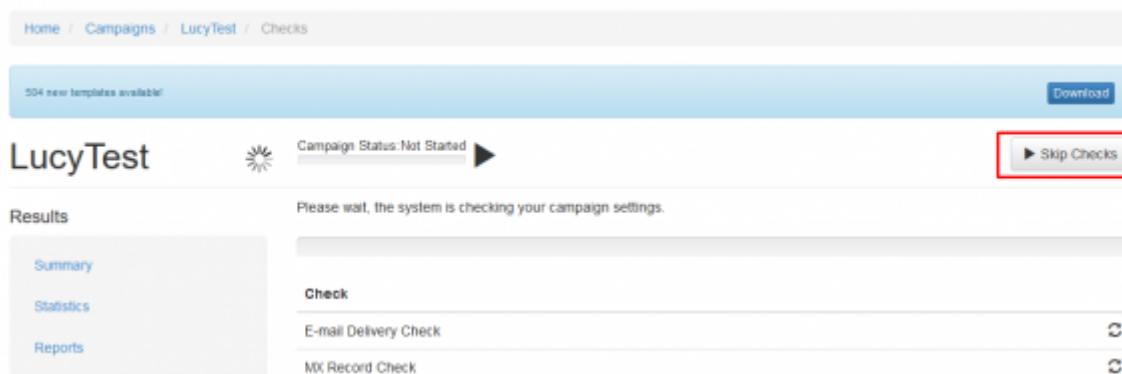 Home / Campaigns / LucyTest / Checks
504 new templates available!
Download
LucyTest
Campaign Status:Not Started
Skip Checks
Results
Please wait, the system is checking your campaign settings.
Summary
Statistics
Reports
Check
E-mail Delivery Check
MX Record Check